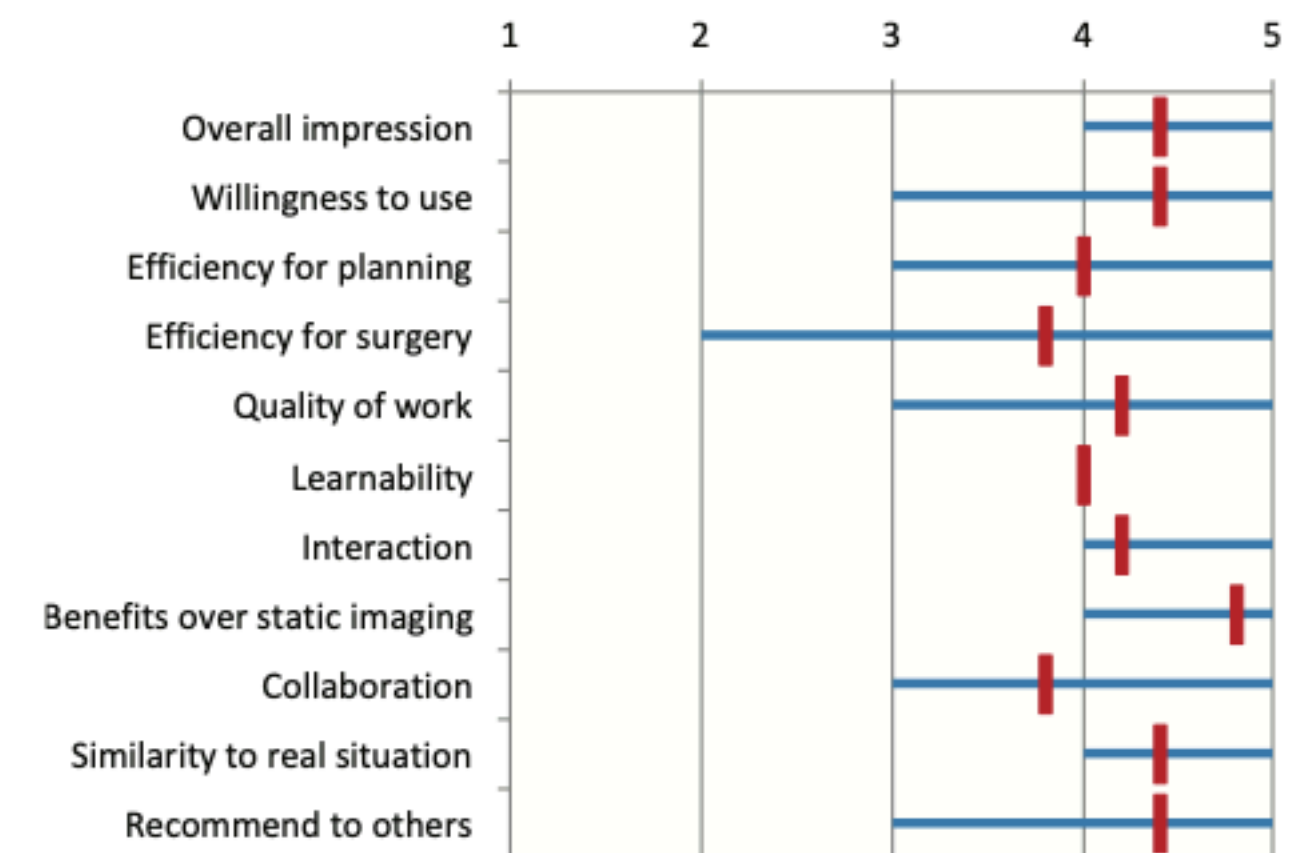 1 2 3 4 5
Overall impression
Willingness to use
Efficiency for planning
Efficiency for surgery
Quality of work
Learnability
Interaction
Benefits over static imaging
Collaboration
Similarity to real situation
Recommend to others